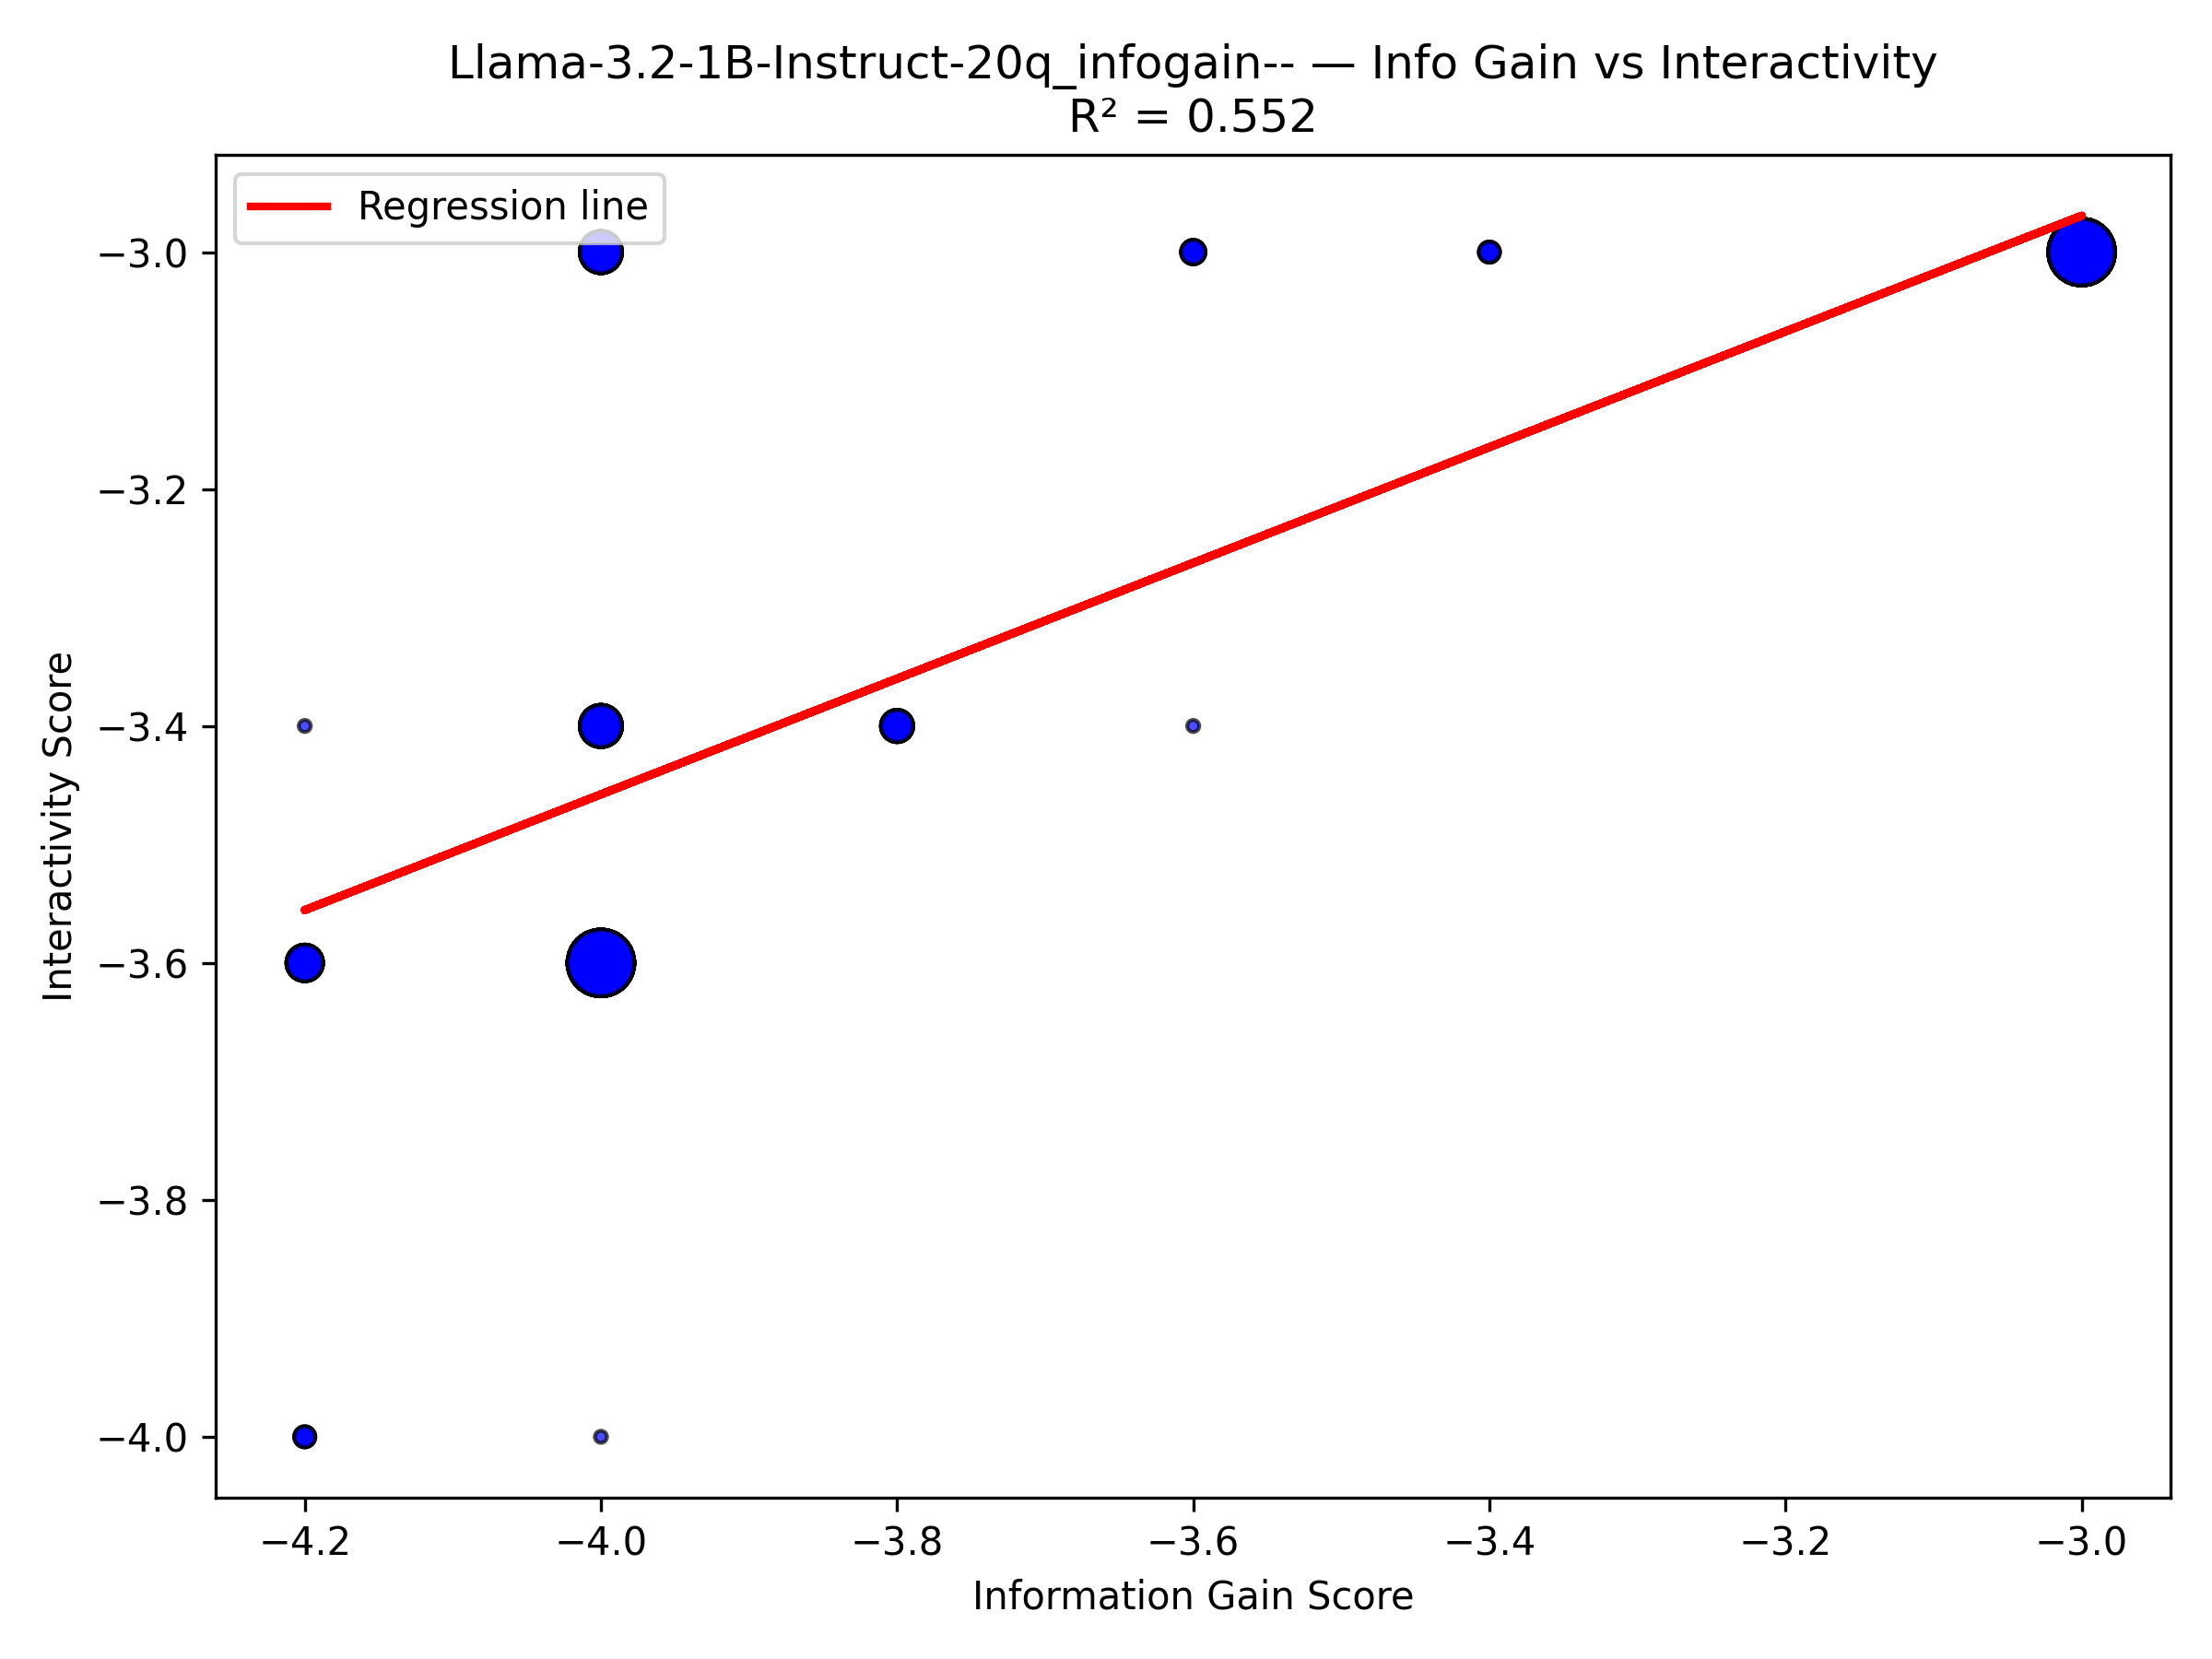 Llama-3.2-1B-Instruct-20q_infogain-- — Info Gain vs Interactivity
R² = 0.552
Regression line
Interactivity Score
−3.0
−3.2
−3.4
−3.6
−3.8
−4.0
−4.2 −4.0 −3.8 −3.6 −3.4 −3.2 −3.0
Information Gain Score